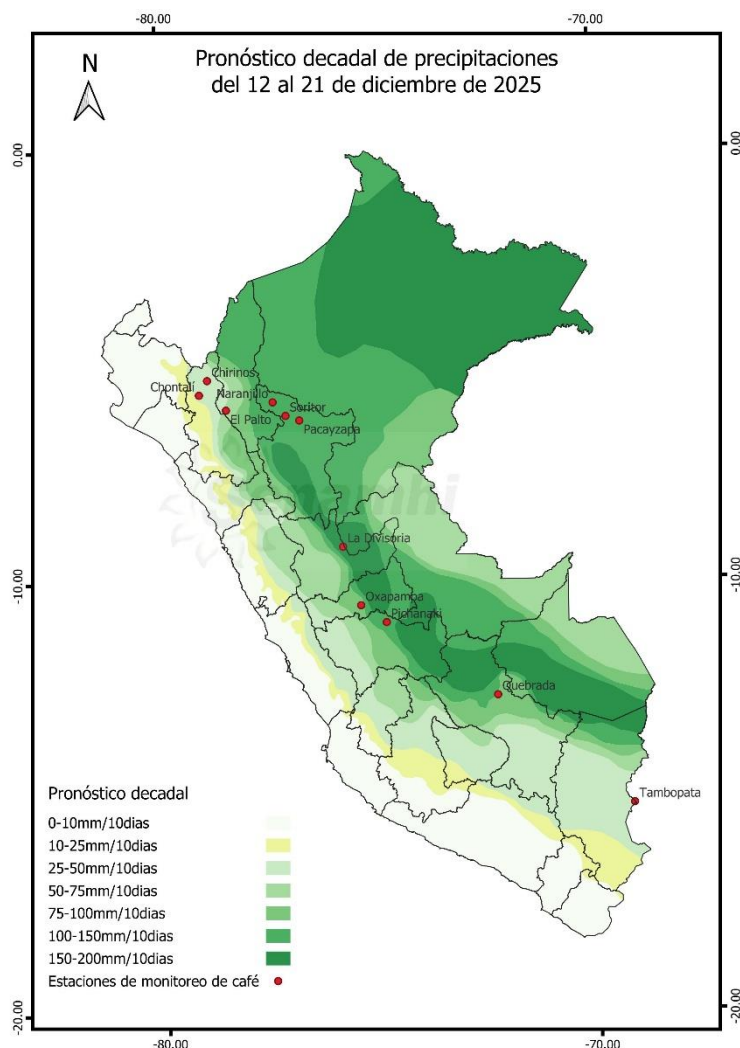 -80.00
-70.00
Pronóstico decadal de precipitaciones
del 12 al 21 de diciembre de 2025
N
0.00
0.00
Chirinos
Chontalí
Naranjillo
Soritor
El Palto
Pacayzapa
Senamhi
La Divisoria
-10.00
-10.00
Oxapampa
Pichanaki
Quebrada
Tambopata
Pronóstico decadal
0-10mm/10dias
10-25mm/10dias
25-50mm/10dias
50-75mm/10dias
75-100mm/10dias
100-150mm/10dias
150-200mm/10dias
Estaciones de monitoreo de café
-20.00
-20.00
-80.00
-70.00